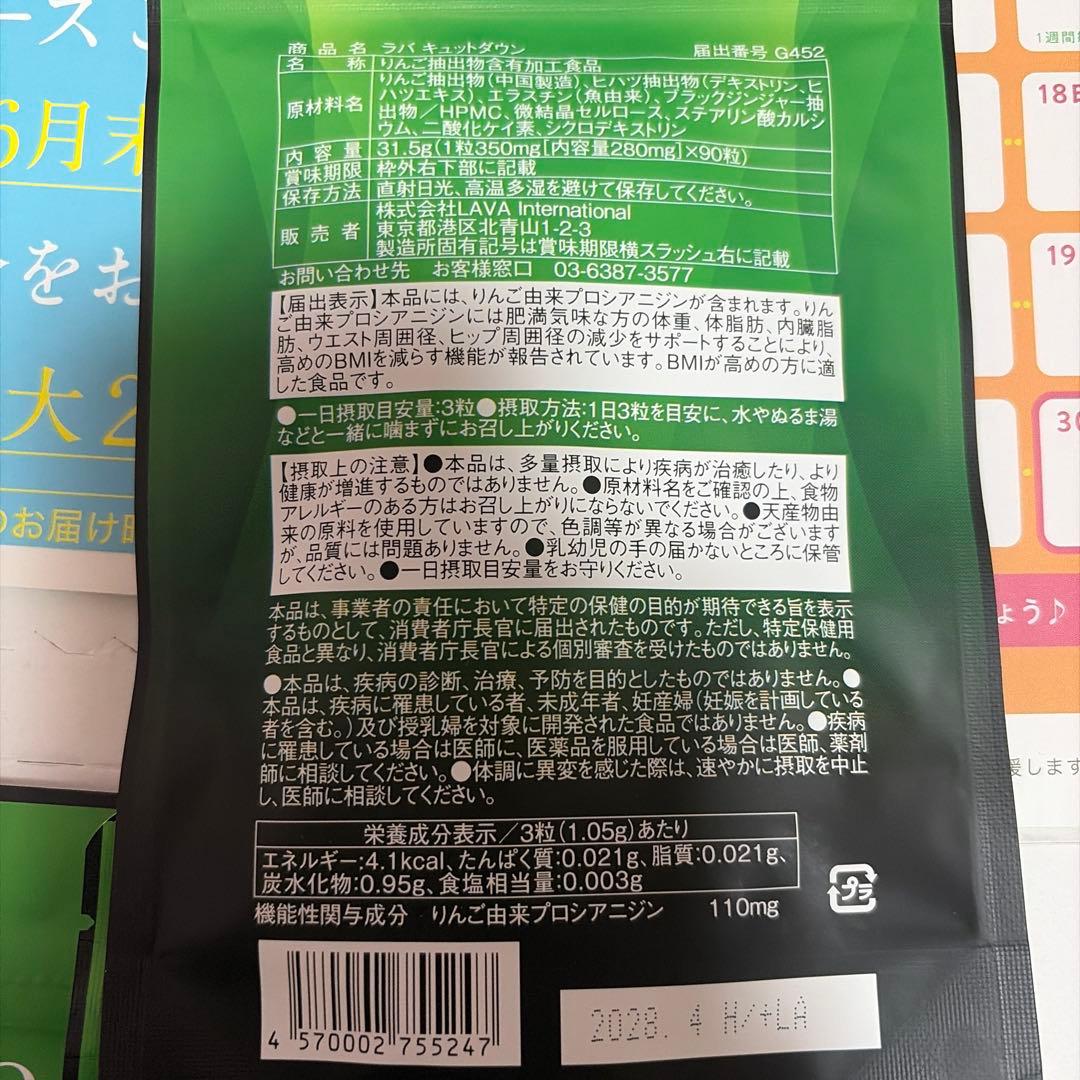 商品名 ラバ キュットダウン 届出番号 G452
名称 りんご抽出物含有加工食品
原材料名 りんご抽出物(中国製造)、ヒハツ抽出物(デキストリン、ヒ
ハツエキス)、エラスチン(魚由来)、ブラックジンジャー抽
出物/HPMC、微結晶セルロース、ステアリン酸カルシ
ウム、二酸化ケイ素、シクロデキストリン
内容量 31.5g(1粒350mg[内容量280mg]×90粒)
賞味期限 枠外右下部に記載
保存方法 直射日光、高温多湿を避けて保存してください。
販売者 株式会社LAVA International
東京都港区北青山1-2-3
製造所固有記号は賞味期限横スラッシュ右に記載
お問い合わせ先 お客様窓口 03-6387-3577
【届出表示】本品には、りんご由来プロシアニジンが含まれます。りん
ご由来プロシアニジンには肥満気味な方の体重、体脂肪、内臓脂
肪、ウエスト周囲径、ヒップ周囲径の減少をサポートすることにより、
高めのBMIを減らす機能が報告されています。BMIが高めの方に適
した食品です。
●一日摂取目安量:3粒●摂取方法:1日3粒を目安に、水やぬるま湯
などと一緒に噛まずにお召し上がりください。
【摂取上の注意】●本品は、多量摂取により疾病が治癒したり、より
健康が増進するものではありません。●原材料名をご確認の上、食物
アレルギーのある方はお召し上がりにならないでください。●天産物由
来の原料を使用していますので、色調等が異なる場合がございます
が、品質には問題ありません。●乳幼児の手の届かないところに保管
してください。●一日摂取目安量をお守りください。
本品は、事業者の責任において特定の保健の目的が期待できる旨を表示
するものとして、消費者庁長官に届出されたものです。ただし、特定保健用
食品と異なり、消費者庁長官による個別審査を受けたものではありません。
●本品は、疾病の診断、治療、予防を目的としたものではありません。●
本品は、疾病に罹患している者、未成年者、妊産婦(妊娠を計画している
者を含む。)及び授乳婦を対象に開発された食品ではありません。●疾病
に罹患している場合は医師に、医薬品を服用している場合は医師、薬剤
師に相談してください。●体調に異変を感じた際は、速やかに摂取を中止
し、医師に相談してください。
栄養成分表示/3粒(1.05g)あたり
エネルギー:4.1kcal、たんぱく質:0.021g、脂質:0.021g、
炭水化物:0.95g、食塩相当量:0.003g
機能性関与成分 りんご由来プロシアニジン 110mg
プラ
4 570002 755247
2028. 4 H/+LA
ース
6月末
をお
大2
のお届け時
1週間
18日
19
30
ょう♪
援します